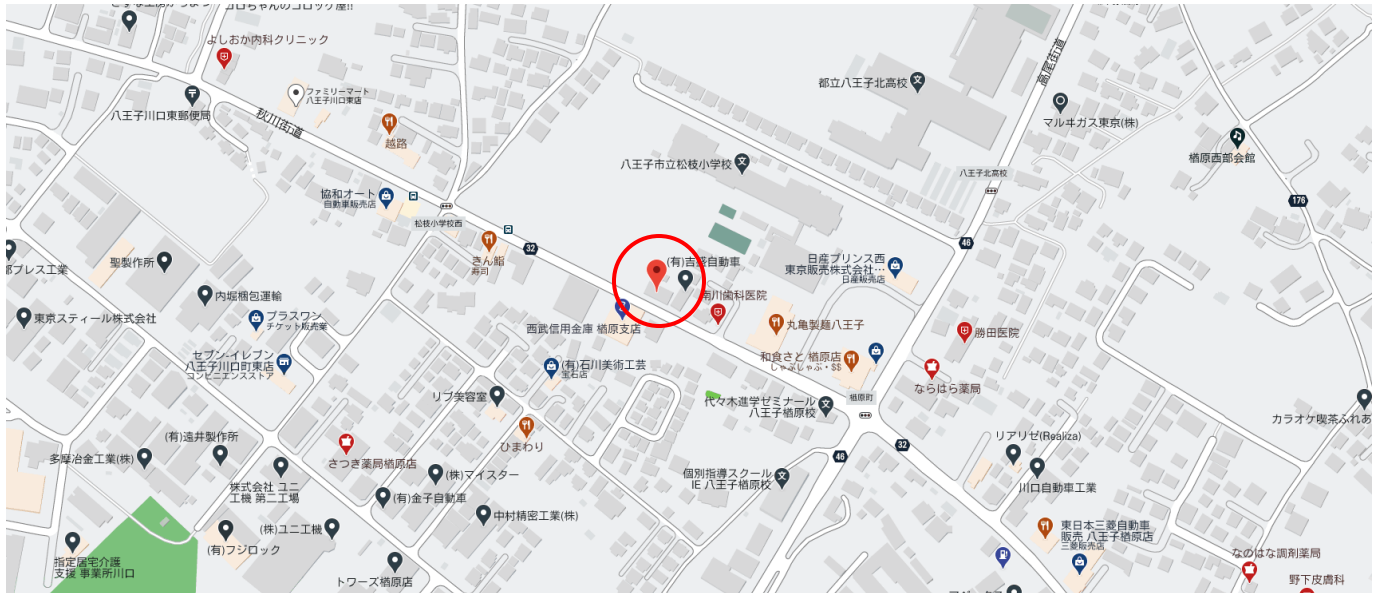 コロちゃんのコロッケ屋!!
よしおか内科クリニック
ファミリーマート
八王子川口東店
八王子川口東郵便局
秋川街道
越路
都立八王子北高校
高尾街道
マルヰガス東京(株)
楢原西部会館
八王子市立松枝小学校
八王子北高校
176
協和オート
自動車販売店
松枝小学校西
きん鮨
寿司
32
46
(有)吉盛自動車
日産プリンス西
東京販売株式会社…
日産販売店
聖製作所
部プレス工業
内堀梱包運輸
東京スティール株式会社
プラスワン
チケット販売業
南川歯科医院
西武信用金庫 楢原支店
丸亀製麺八王子
勝田医院
セブン-イレブン
八王子川口町東店
コンビニエンスストア
(有)石川美術工芸
宝石店
和食さと 楢原店
しゃぶしゃぶ・$$
ならはら薬局
リブ美容室
代々木進学ゼミナール
八王子楢原校
楢原町
カラオケ喫茶ふれあ
ひまわり
(有)遠井製作所
多摩冶金工業(株)
さつき薬局楢原店
32
46
リアリゼ(Realiza)
川口自動車工業
株式会社 ユニ
工機 第二工場
(株)マイスター
(有)金子自動車
個別指導スクール
IE 八王子楢原校
中村精密工業(株)
(株)ユニ工機
(有)フジロック
東日本三菱自動車
販売 八王子楢原店
三菱販売店
指定居宅介護
支援 事業所川口
トワーズ楢原店
なのはな調剤薬局
野下皮膚科